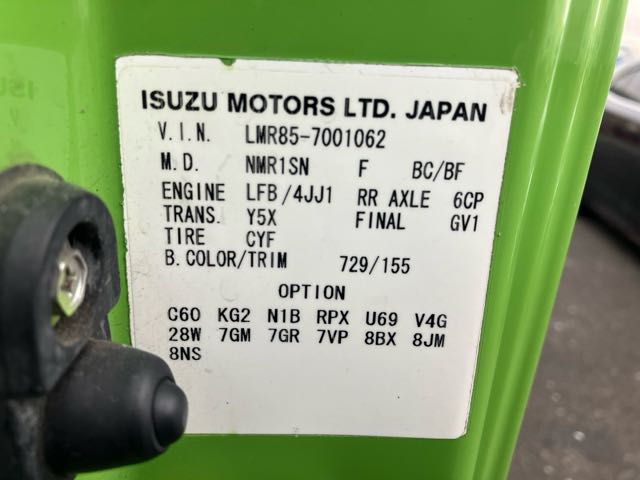 ISUZU MOTORS LTD. JAPAN
V.I.N. LMR85-7001062
M.D. NMR1SN F BC/BF
ENGINE LFB/4JJ1 RR AXLE 6CP
TRANS. Y5X FINAL GV1
TIRE CYF
B.COLOR/TRIM 729/155
OPTION
C60 KG2 N1B RPX U69 V4G
28W 7GM 7GR 7VP 8BX 8JM
8NS